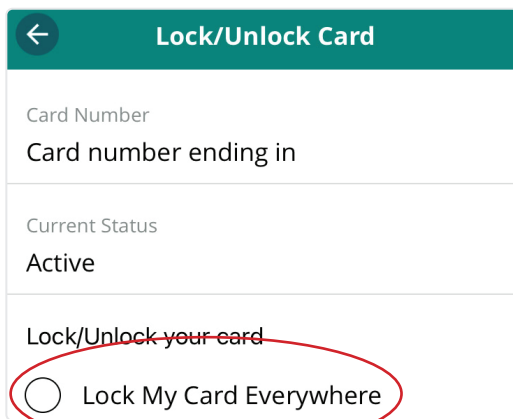 Lock/Unlock Card
Card Number
Card number ending in
Current Status
Active
Lock/Unlock your card
Lock My Card Everywhere